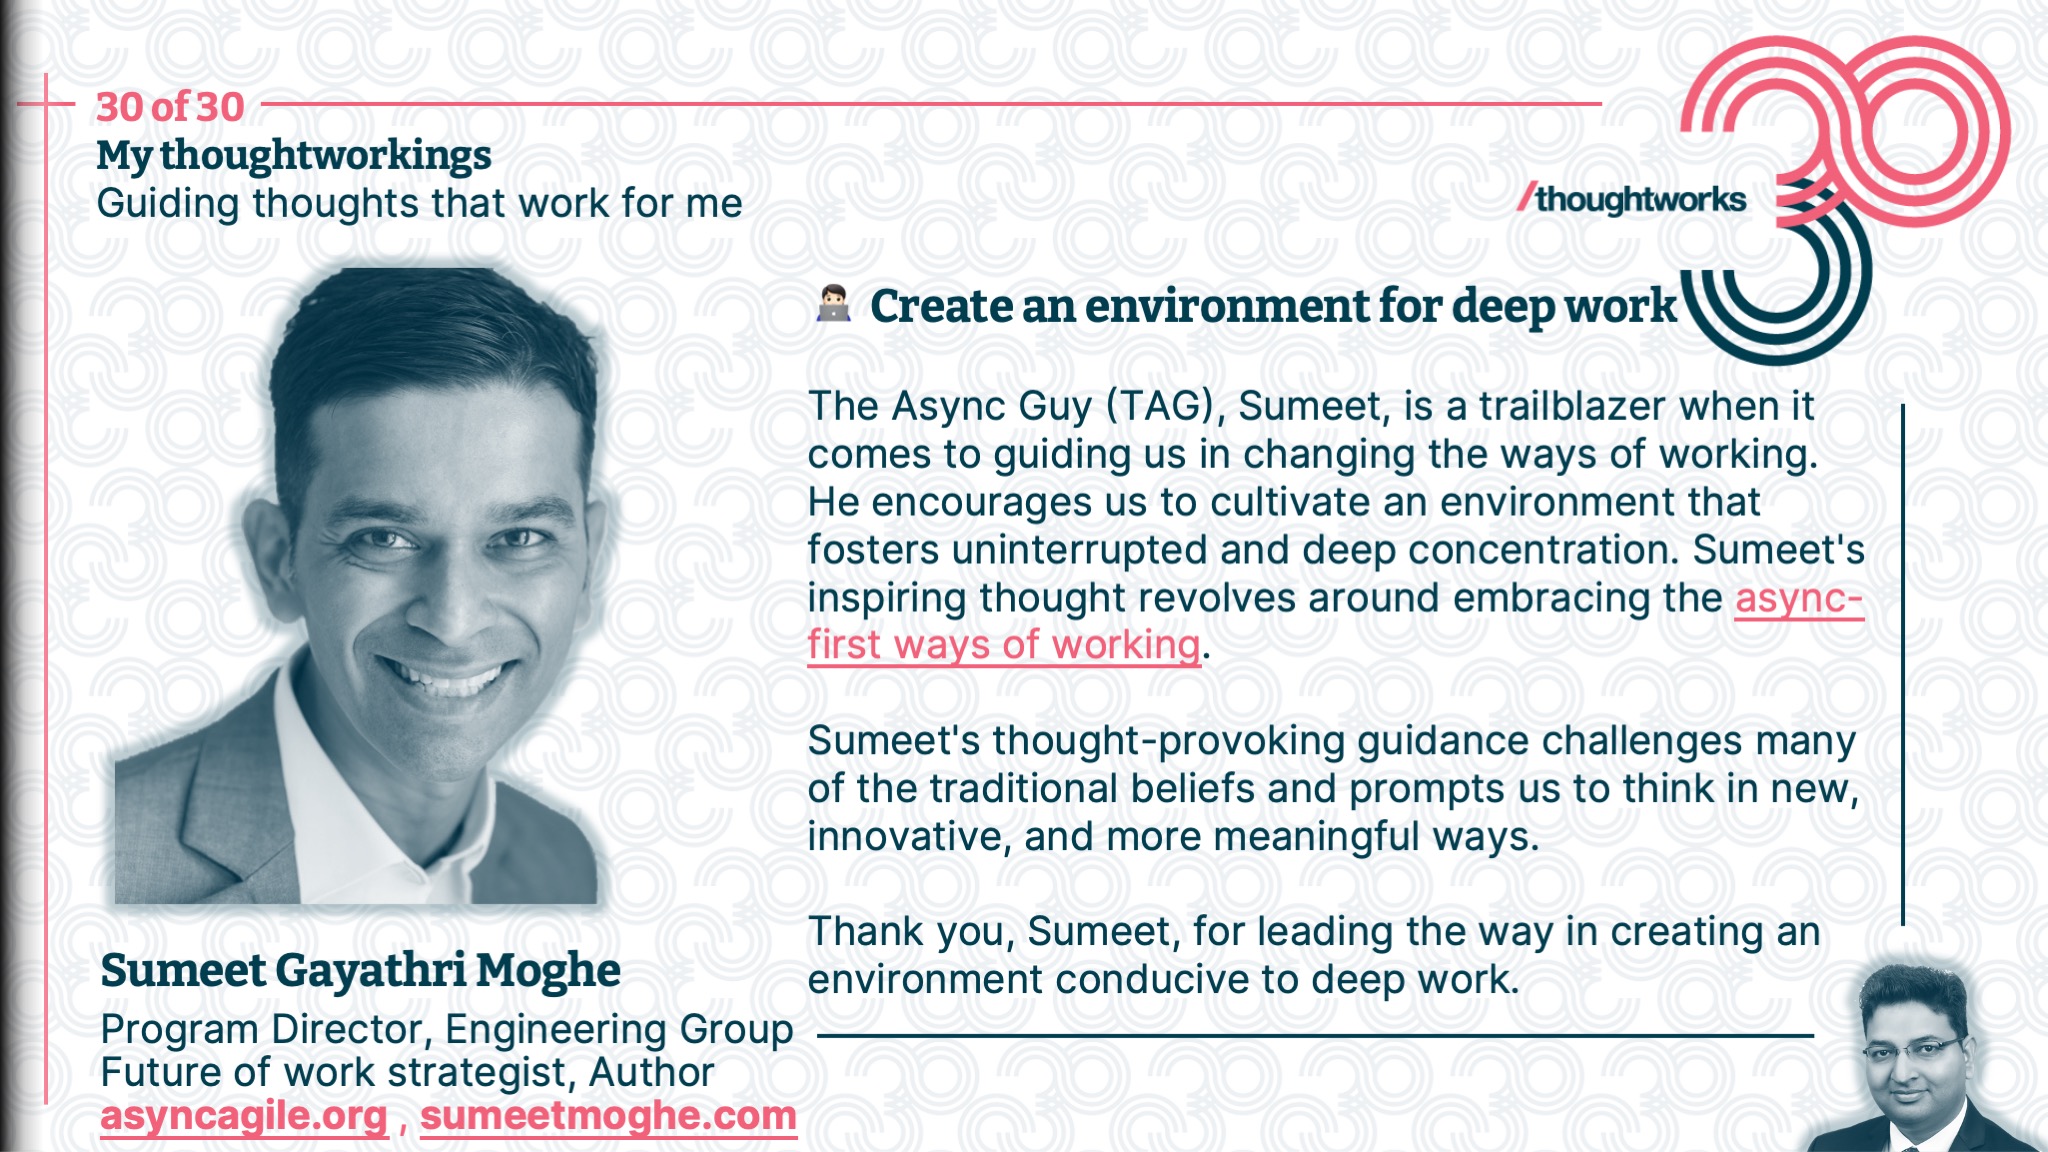 30 of 30
My thoughtworkings
Guiding thoughts that work for me
/thoughtworks
Create an environment for deep work
The Async Guy (TAG), Sumeet, is a trailblazer when it
comes to guiding us in changing the ways of working.
He encourages us to cultivate an environment that
fosters uninterrupted and deep concentration. Sumeet's
inspiring thought revolves around embracing the async-
first ways of working.
Sumeet's thought-provoking guidance challenges many
of the traditional beliefs and prompts us to think in new,
innovative, and more meaningful ways.
Thank you, Sumeet, for leading the way in creating an
environment conducive to deep work.
Sumeet Gayathri Moghe
Program Director, Engineering Group
Future of work strategist, Author
asyncagile.org , sumeetmoghe.com